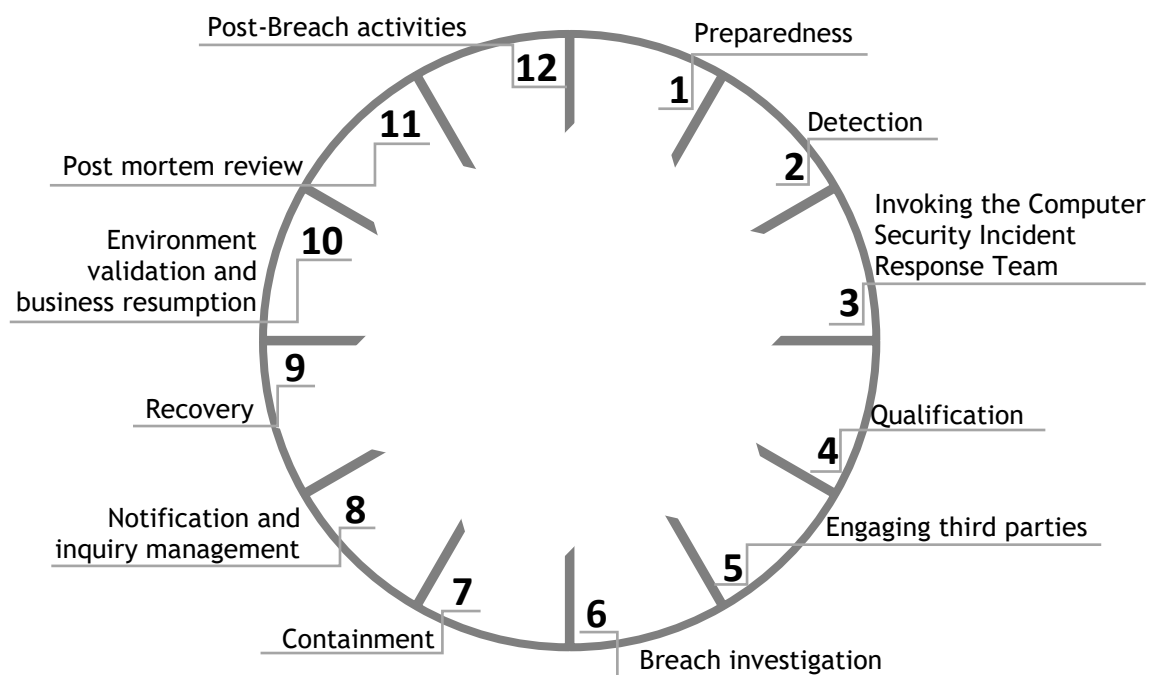 Preparedness
1
Detection
2
Invoking the Computer
Security Incident
Response Team
3
Qualification
4
Engaging third parties
5
Breach investigation
6
Containment
7
Notification and
inquiry management
8
Recovery
9
Environment
validation and
business resumption
10
Post mortem review
11
Post-Breach activities
12